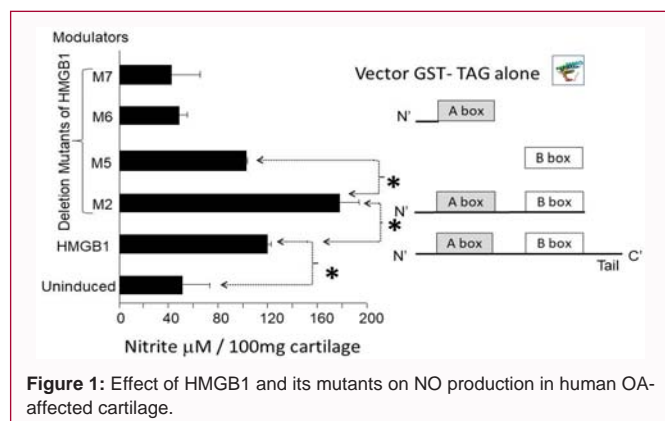 Modulators
Deletion Mutants of HMGB1
M7
M6
M5
M2
HMGB1
Uninduced
*
*
*
0 40 80 120 160 200
Nitrite µM / 100mg cartilage
Vector GST- TAG alone
N' A box
B box
N' A box B box
N' A box B box C'
Tail
Figure 1: Effect of HMGB1 and its mutants on NO production in human OA-
affected cartilage.